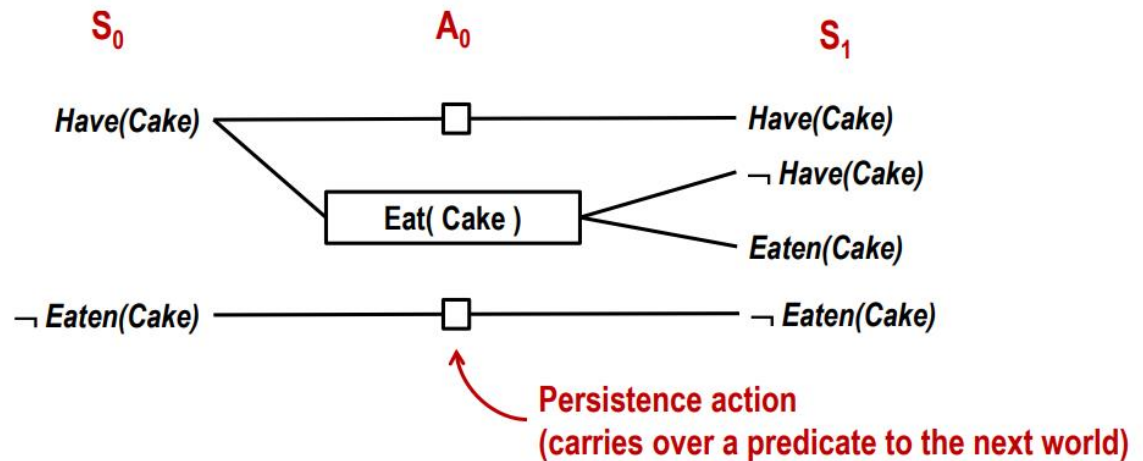 S₀ A₀ S₁
Have(Cake) Have(Cake)
¬ Have(Cake)
Eat( Cake )
Eaten(Cake)
¬ Eaten(Cake) ¬ Eaten(Cake)
Persistence action
(carries over a predicate to the next world)